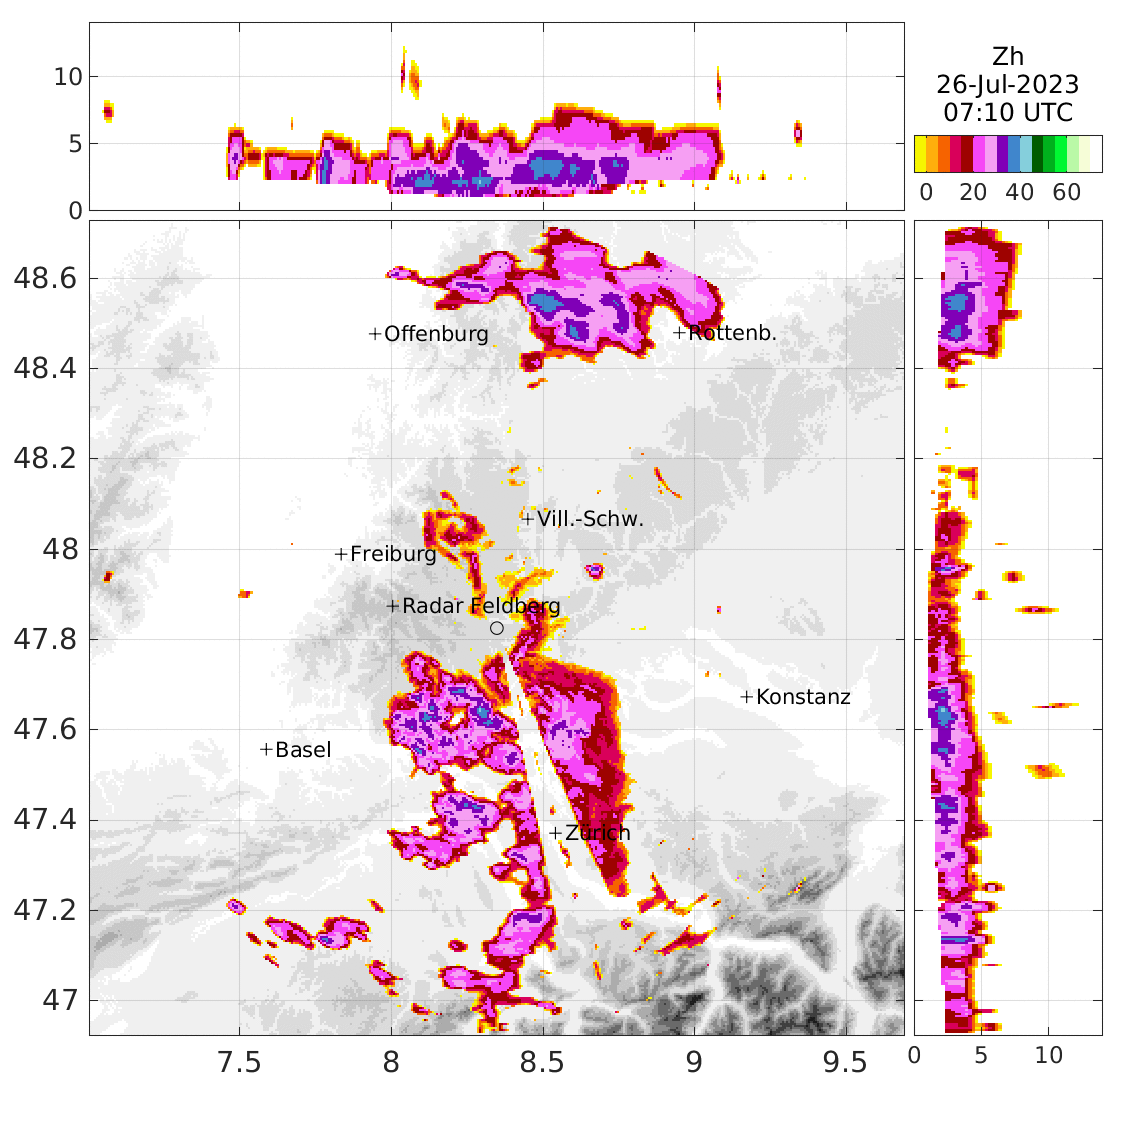 10
5
0
Zh
26-Jul-2023
07:10 UTC
0 20 40 60
48.6
48.4
48.2
48
47.8
47.6
47.4
47.2
47
+Offenburg
+Rottenb.
+Vill.-Schw.
+Freiburg
+Radar Feldberg
+Konstanz
+Basel
+Zürich
7.5 8 8.5 9 9.5
0 5 10